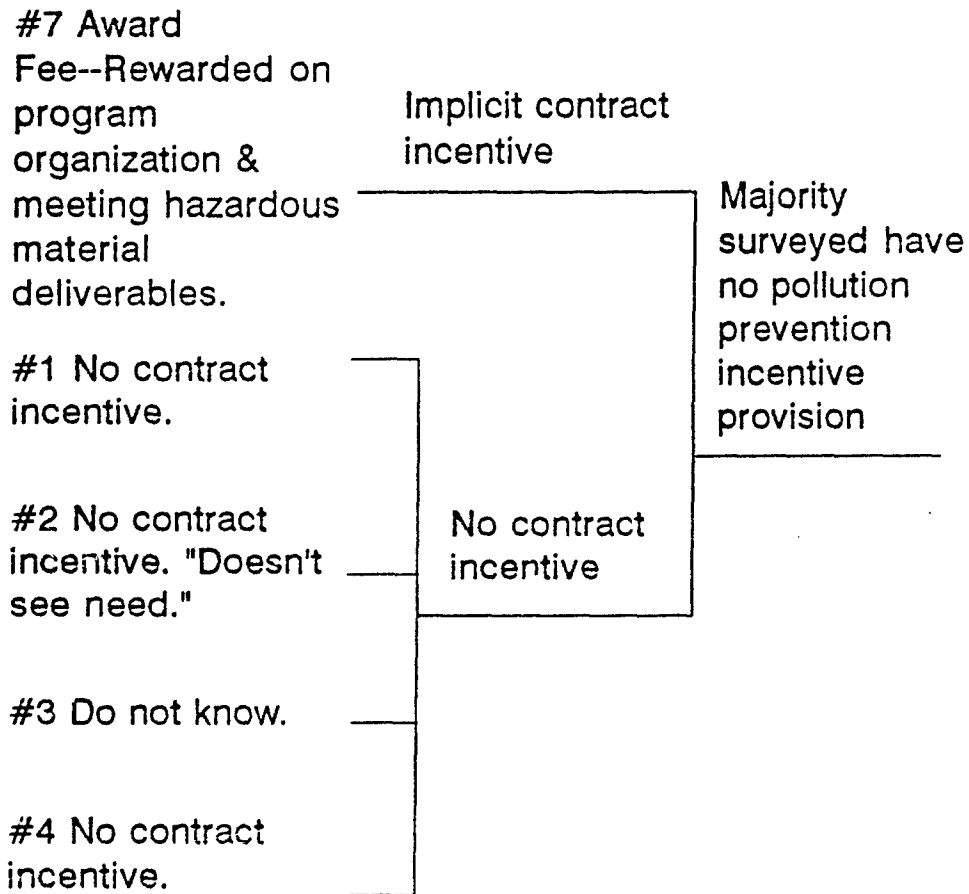 #7 Award
Fee--Rewarded on
program
organization &
meeting hazardous
material
deliverables.
Implicit contract
incentive
Majority
surveyed have
no pollution
prevention
incentive
provision
#1 No contract
incentive.
#2 No contract
incentive. "Doesn't
see need."
No contract
incentive
#3 Do not know.
#4 No contract
incentive.